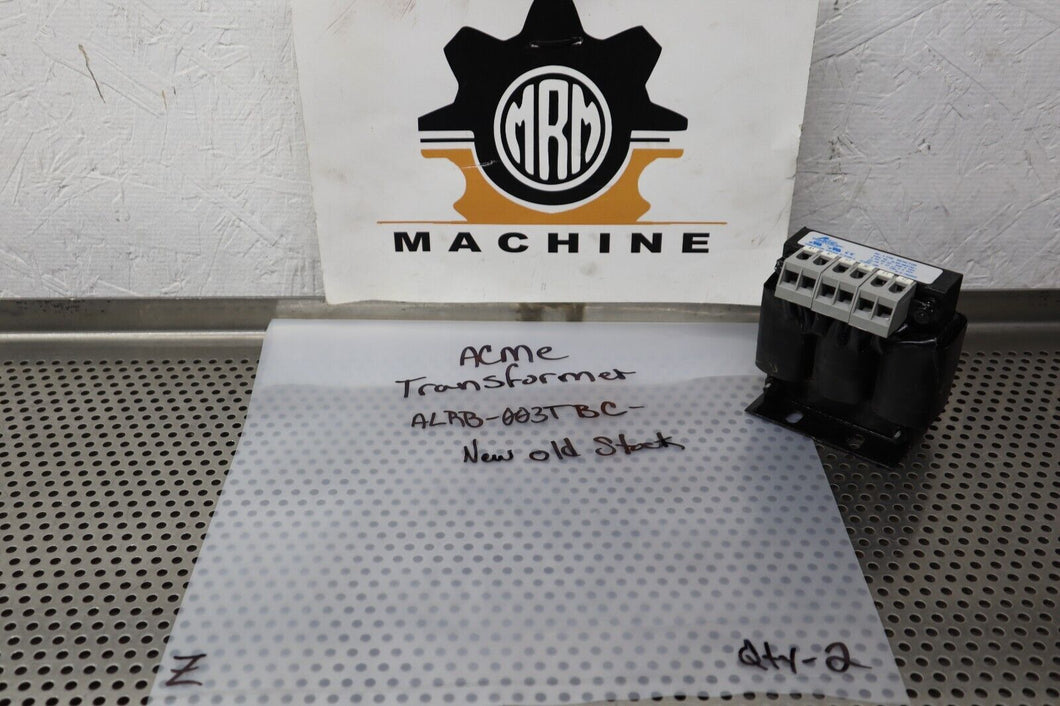 MRM
MACHINE
ACME
Transformer
ALRB-003TBC-
New old Stock
Z
Qty-2